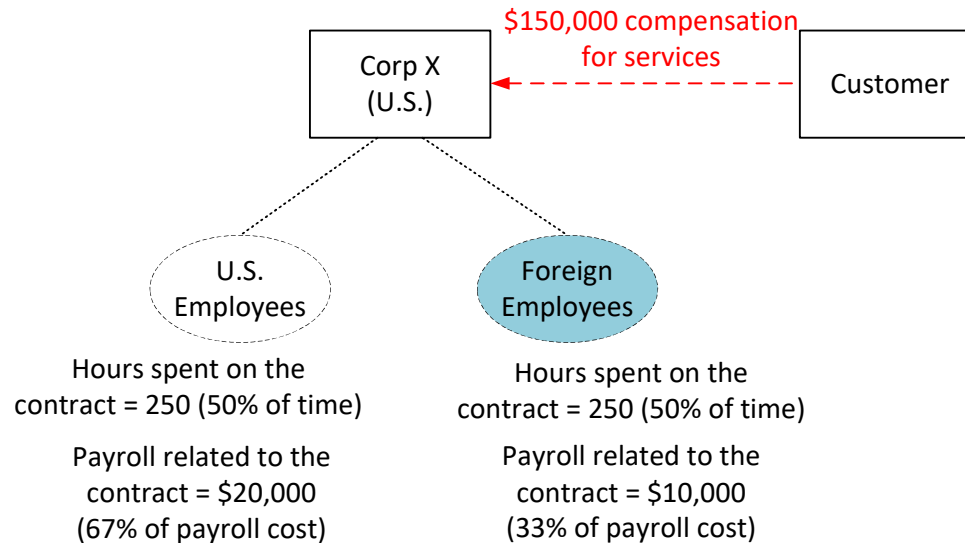 $150,000 compensation
for services
Corp X
(U.S.)
Customer
U.S.
Employees
Foreign
Employees
Hours spent on the
contract = 250 (50% of time)
Payroll related to the
contract = $20,000
(67% of payroll cost)
Hours spent on the
contract = 250 (50% of time)
Payroll related to the
contract = $10,000
(33% of payroll cost)